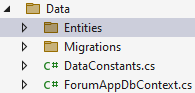 Data
Entities
Migrations
C# DataConstants.cs
C# ForumAppDbContext.cs